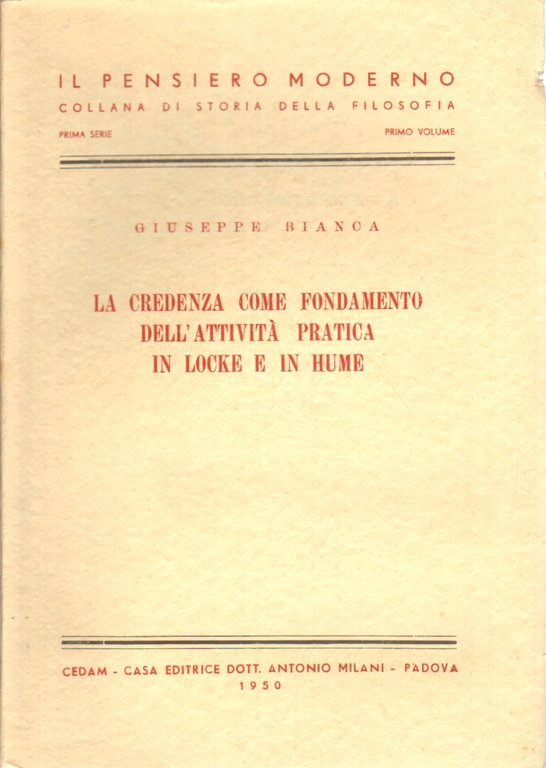 IL PENSIERO MODERNO
COLLANA DI STORIA DELLA FILOSOFIA
PRIMA SERIE PRIMO VOLUME
GIUSEPPE BIANCA
LA CREDENZA COME FONDAMENTO
DELL'ATTIVITÀ PRATICA
IN LOCKE E IN HUME
CEDAM - CASA EDITRICE DOTT. ANTONIO MILANI - PADOVA
1950